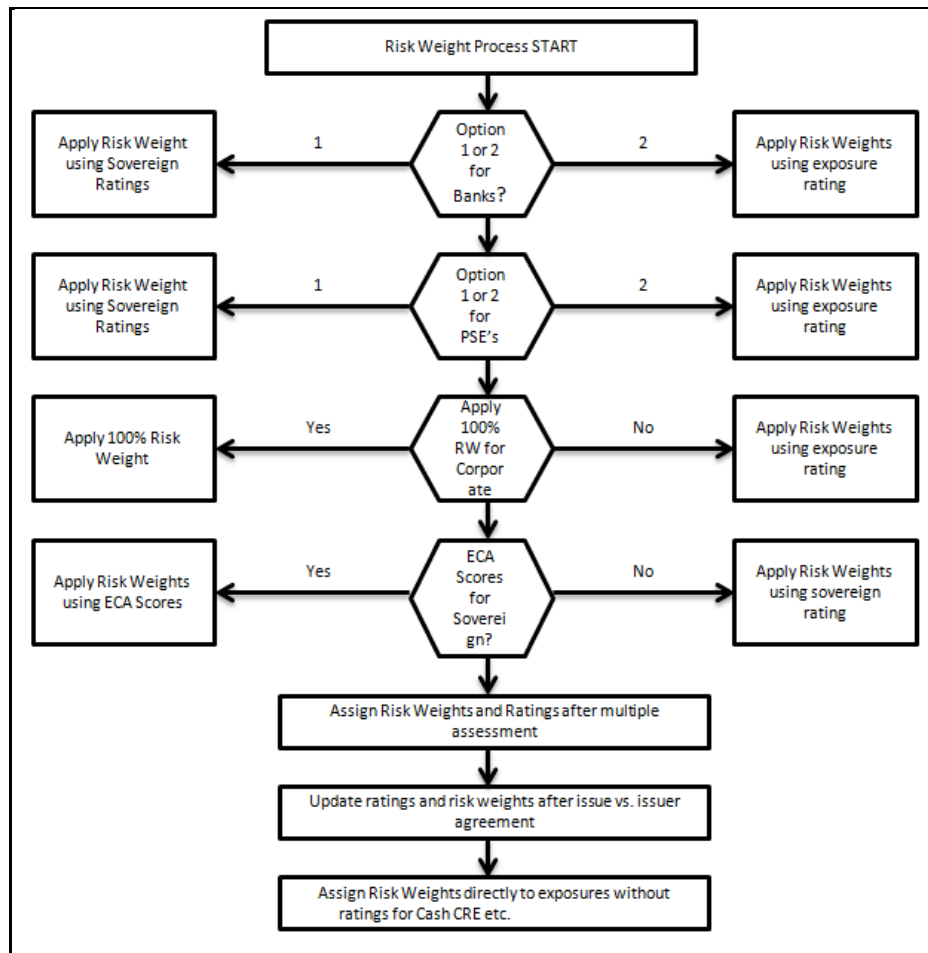 Risk Weight Process START
Apply Risk Weight
using Sovereign
Ratings
1
Option
1 or 2
for
Banks?
2
Apply Risk Weights
using exposure
rating
Apply Risk Weight
using Sovereign
Ratings
1
Option
1 or 2
for
PSE's
2
Apply Risk Weights
using exposure
rating
Apply 100% Risk
Weight
Yes
Apply
100%
RW for
Corpor
ate
No
Apply Risk Weights
using exposure
rating
Apply Risk Weights
using ECA Scores
Yes
ECA
Scores
for
Soverei
gn?
No
Apply Risk Weights
using sovereign
rating
Assign Risk Weights and Ratings after multiple
assessment
Update ratings and risk weights after issue vs. issuer
agreement
Assign Risk Weights directly to exposures without
ratings for Cash CRE etc.